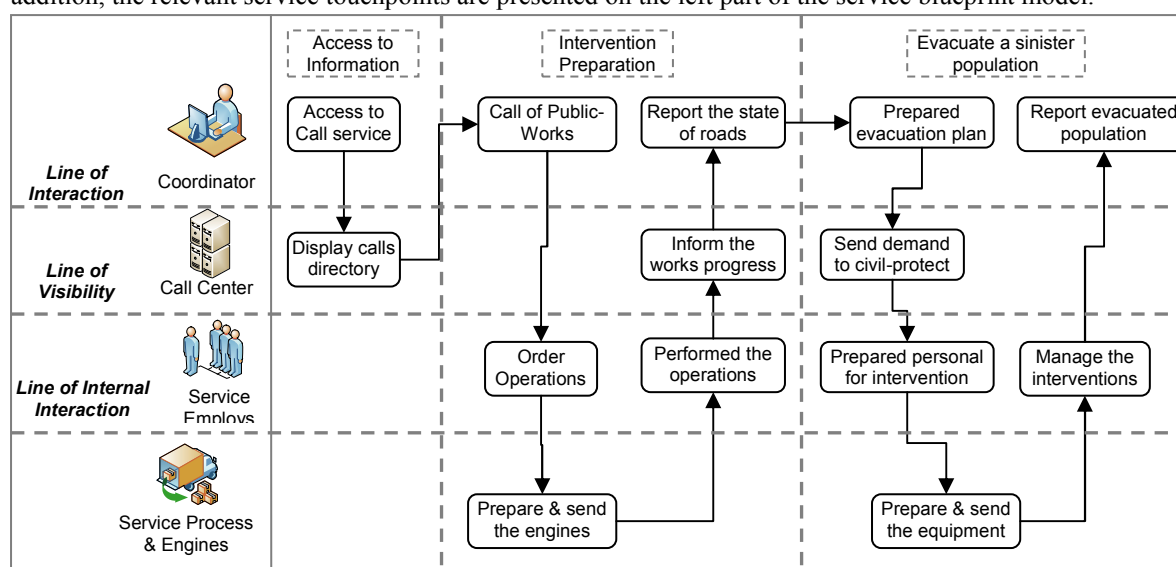 addition, the relevant service touchpoints are presented on the left part of the service blueprint model.
Access to
Information
Intervention
Preparation
Evacuate a sinister
population
Access to
Call service
Call of Public-
Works
Report the state
of roads
Prepared
evacuation plan
Report evacuated
population
Line of
Interaction
Coordinator
Display calls
directory
Inform the
works progress
Send demand
to civil-protect
Line of
Visibility
Call Center
Order
Operations
Performed the
operations
Prepared personal
for intervention
Manage the
interventions
Line of Internal
Interaction
Service
Employs
Prepare & send
the engines
Prepare & send
the equipment
Service Process
& Engines